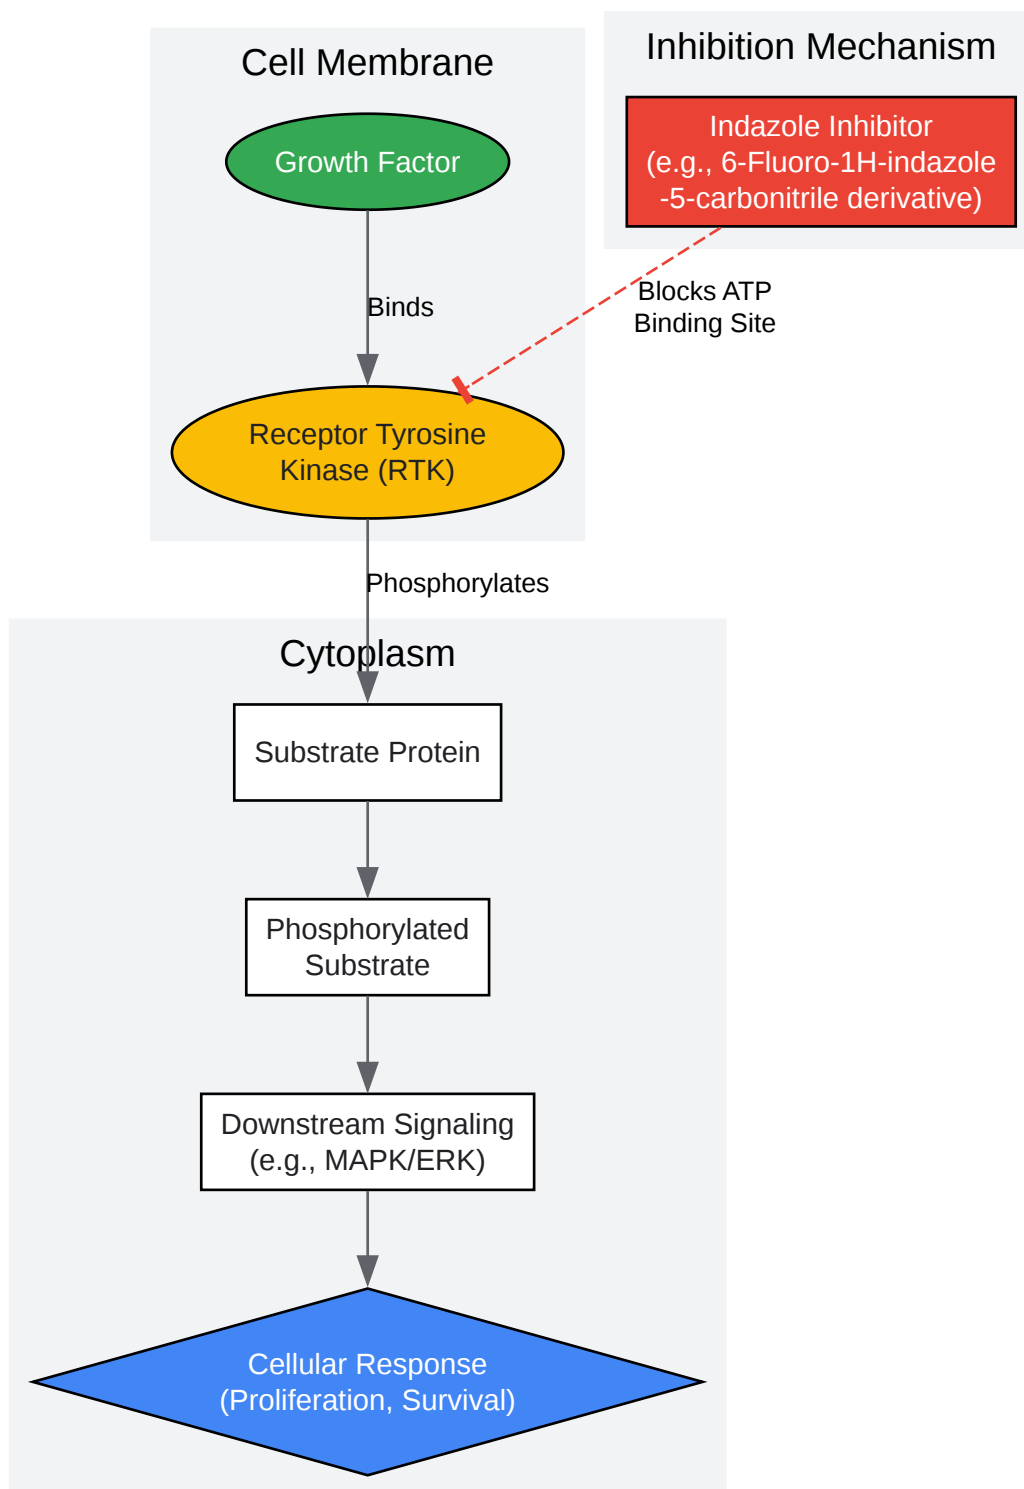 Cell Membrane
Growth Factor
Binds
Receptor Tyrosine
Kinase (RTK)
Inhibition Mechanism
Indazole Inhibitor
(e.g., 6-Fluoro-1H-indazole
-5-carbonitrile derivative)
Blocks ATP
Binding Site
Phosphorylates
Cytoplasm
Substrate Protein
Phosphorylated
Substrate
Downstream Signaling
(e.g., MAPK/ERK)
Cellular Response
(Proliferation, Survival)